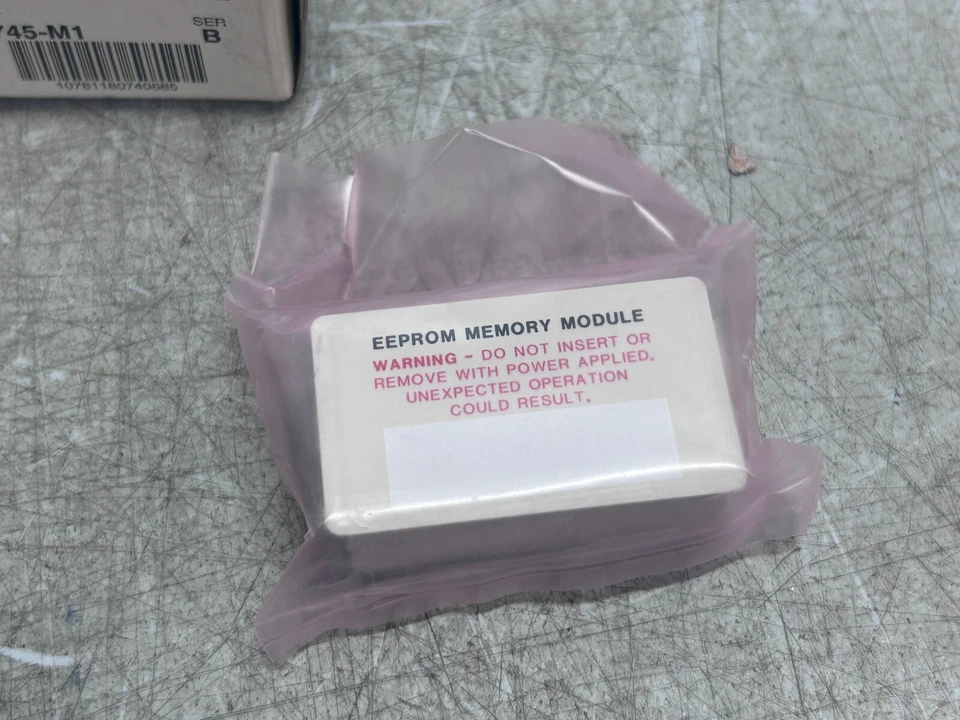 745-M1
SER
B
10781180740685
EEPROM MEMORY MODULE
WARNING - DO NOT INSERT OR
REMOVE WITH POWER APPLIED.
UNEXPECTED OPERATION
COULD RESULT.